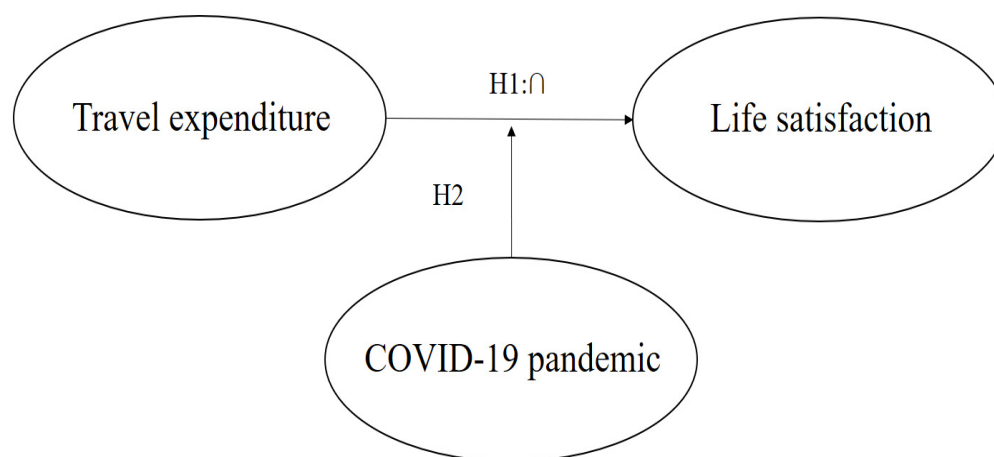 H1:∩
Travel expenditure
Life satisfaction
H2
COVID-19 pandemic